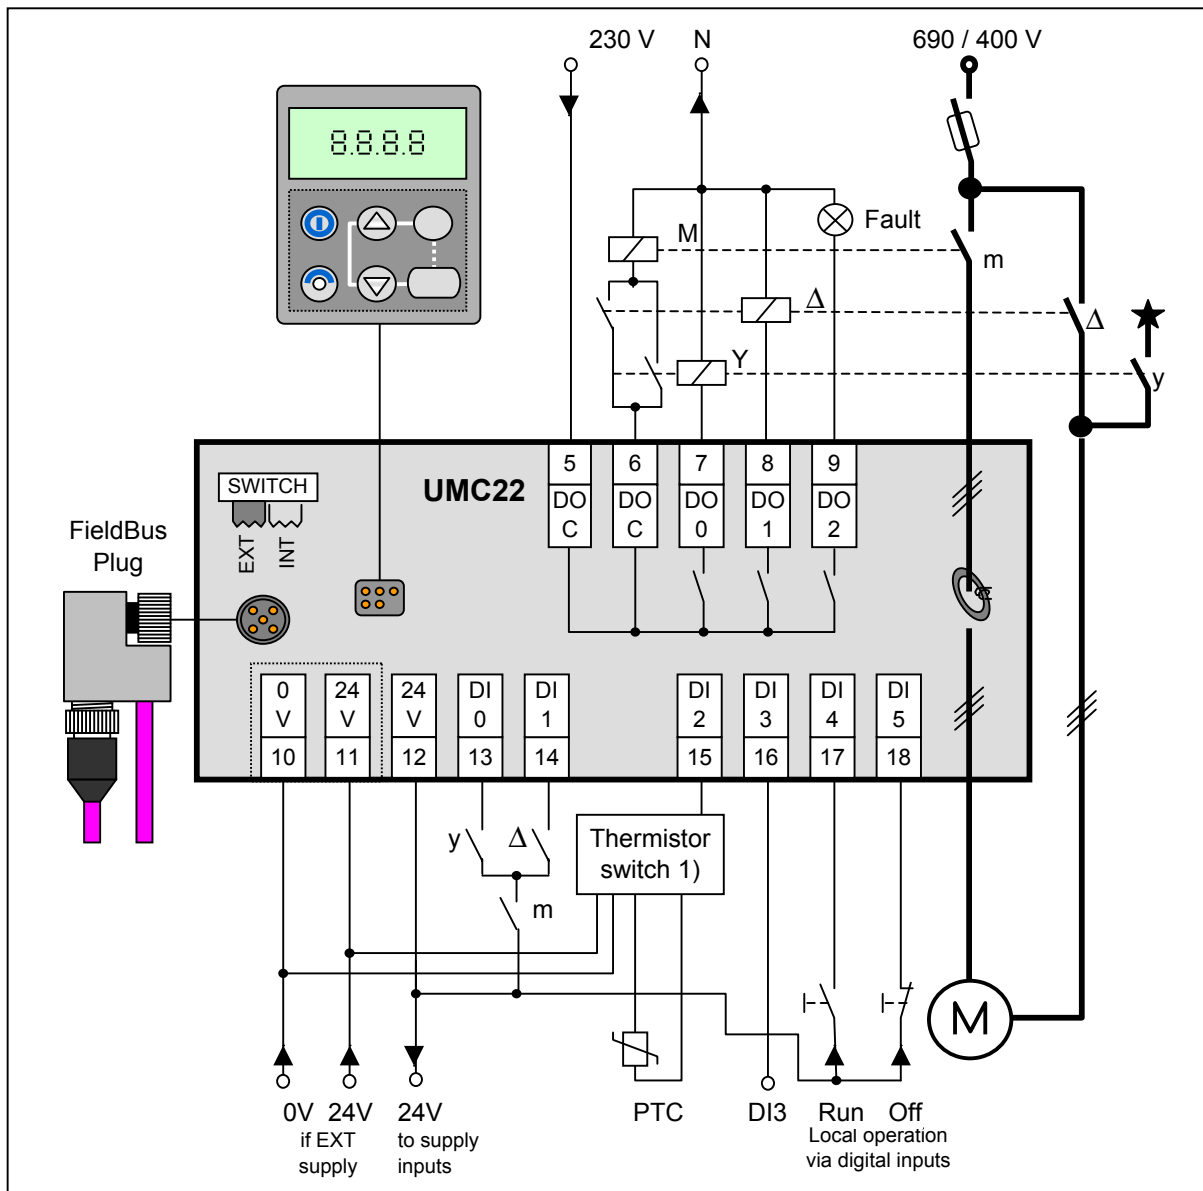 230 V N 690 / 400 V
8.8.8.8
Fault
M
m
Δ
Δ
Y
y
5 6 7 8 9
SWITCH
UMC22
DO C DO C DO 0 DO 1 DO 2
FieldBus
Plug
EXT INT
0 V 24 V 24 V DI 0 DI 1 DI 2 DI 3 DI 4 DI 5
10 11 12 13 14 15 16 17 18
y Δ
Thermistor
switch 1)
m
M
0V 24V 24V PTC DI3 Run Off
if EXT
supply
to supply
inputs
Local operation
via digital inputs